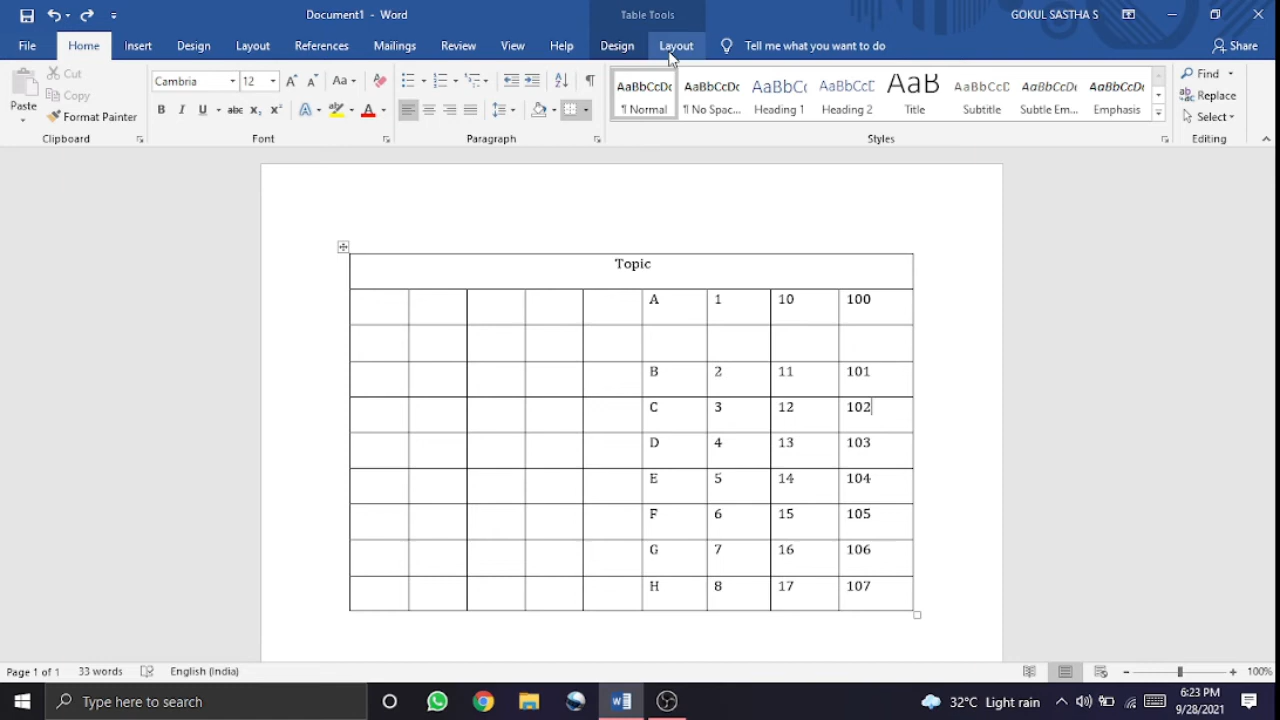 Document1 - Word
Table Tools
GOKUL SASTHA S
File Home Insert Design Layout References Mailings Review View Help Design Layout Tell me what you want to do Share
Paste
Cut
Copy
Format Painter
Clipboard
Cambria 12
Font
Paragraph
AaBbCcDc AaBbCcDc AaBbC( AaBbCcE AaB AaBbCcD AaBbCcDt AaBbCcDt
¶ Normal ¶ No Spac... Heading 1 Heading 2 Title Subtitle Subtle Em... Emphasis
Styles
Find
Replace
Select
Editing
Topic
A 1 10 100
B 2 11 101
C 3 12 102
D 4 13 103
E 5 14 104
F 6 15 105
G 7 16 106
H 8 17 107
Page 1 of 1 33 words English (India) 100%
Type here to search
32°C Light rain
6:23 PM
9/28/2021